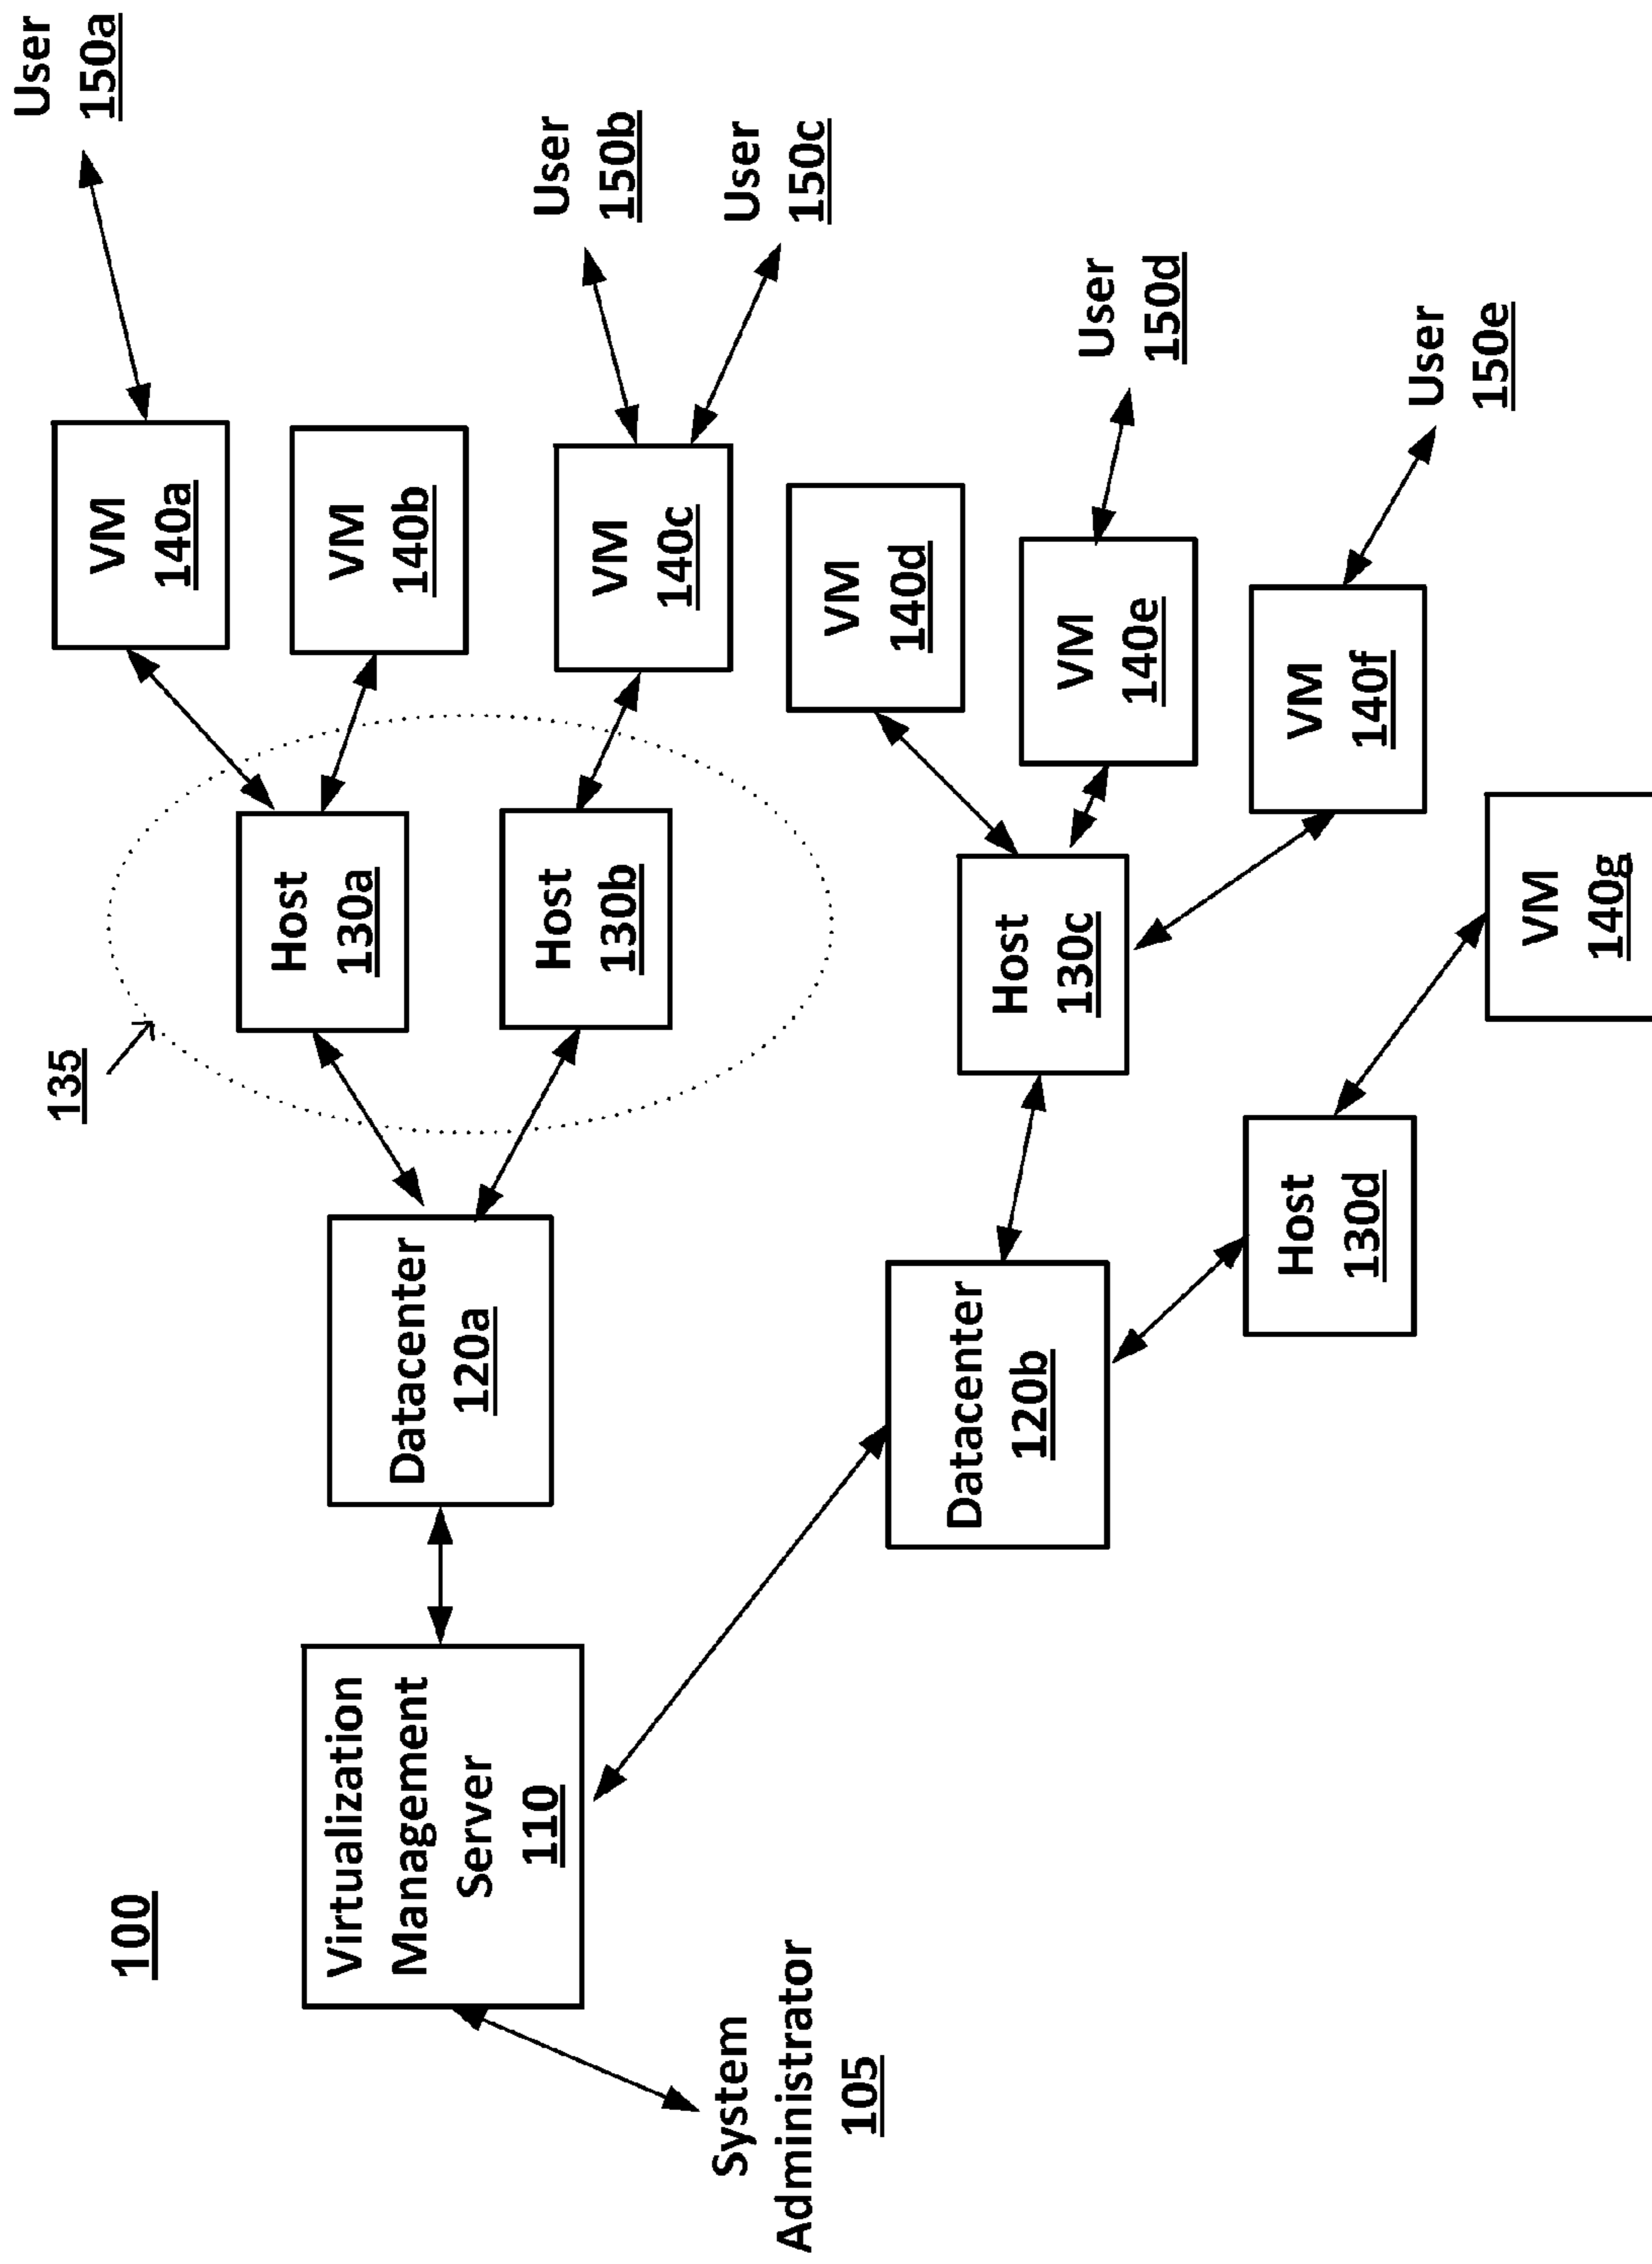 100
System
Administrator
105
Virtualization
Management
Server
110
Datacenter
120a
Datacenter
120b
135
Host
130a
Host
130b
Host
130c
Host
130d
VM
140a
VM
140b
VM
140c
VM
140d
VM
140e
VM
140f
VM
140g
User
150a
User
150b
User
150c
User
150d
User
150e